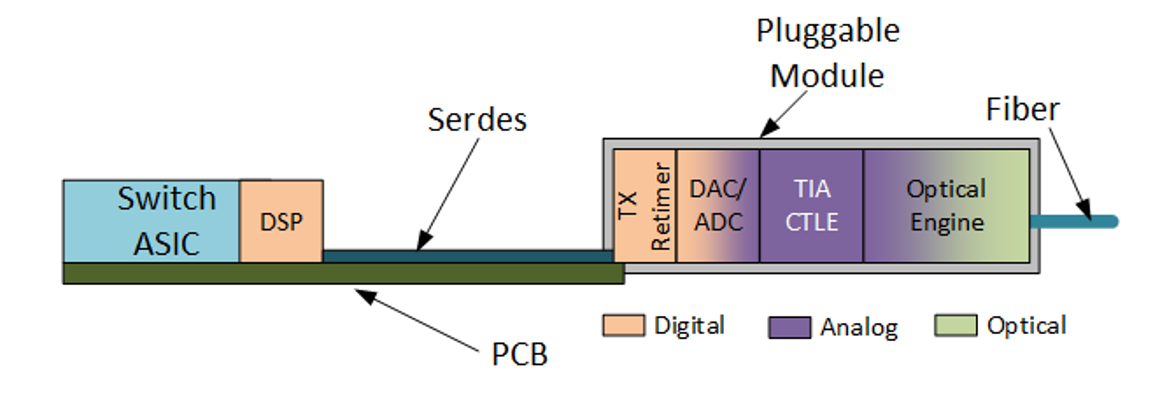 Pluggable
Module
Fiber
Serdes
Switch
ASIC
DSP
TX
Retimer
DAC/
ADC
TIA
CTLE
Optical
Engine
Digital
Analog
Optical
PCB